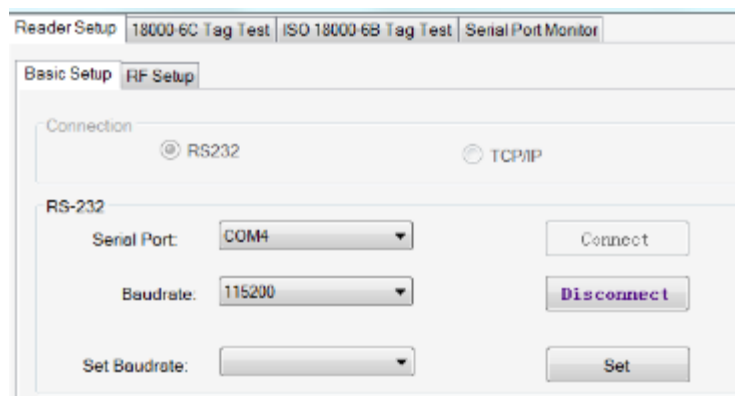 Reader Setup 18000-6C Tag Test ISO 18000-6B Tag Test Serial Port Monitor
Basic Setup RF Setup
Connection
RS232 TCP/IP
RS-232
Serial Port: COM4 Connect
Baudrate: 115200 Disconnect
Set Baudrate: Set